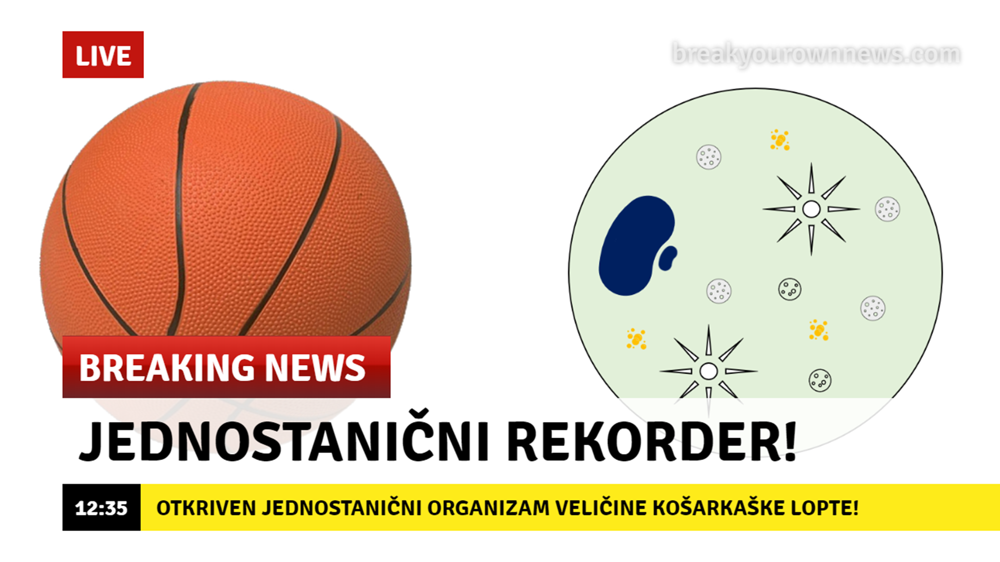 LIVE
breakyourownnews.com
BREAKING NEWS
JEDNOSTANIČNI REKORDER!
12:35 OTKRIVEN JEDNOSTANIČNI ORGANIZAM VELIČINE KOŠARKAŠKE LOPTE!